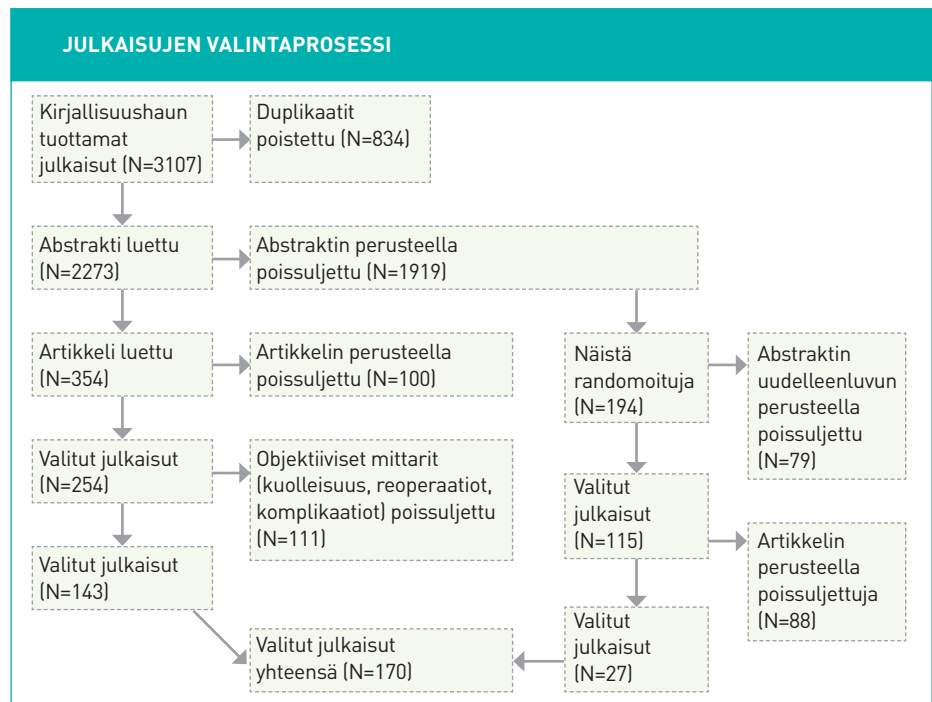 JULKAISUJEN VALINTAPROSESSI
Kirjallisuushaun
tuottamat
julkaisut (N=3107)
Duplikaatit
poistettu (N=834)
Abstrakti luettu
(N=2273)
Abstraktin perusteella
poissuljettu (N=1919)
Artikkeli luettu
(N=354)
Artikkelin perusteella
poissuljettu (N=100)
Näistä
randomoituja
(N=194)
Abstraktin
uudelleenluvun
perusteella
poissuljettu
(N=79)
Valitut julkaisut
(N=254)
Objektiiviset mittarit
(kuolleisuus, reoperaatiot,
komplikaatiot) poissuljettu
(N=111)
Valitut
julkaisut
(N=115)
Artikkelin
perusteella
poissuljettuja
(N=88)
Valitut julkaisut
(N=143)
Valitut julkaisut
yhteensä (N=170)
Valitut
julkaisut
(N=27)